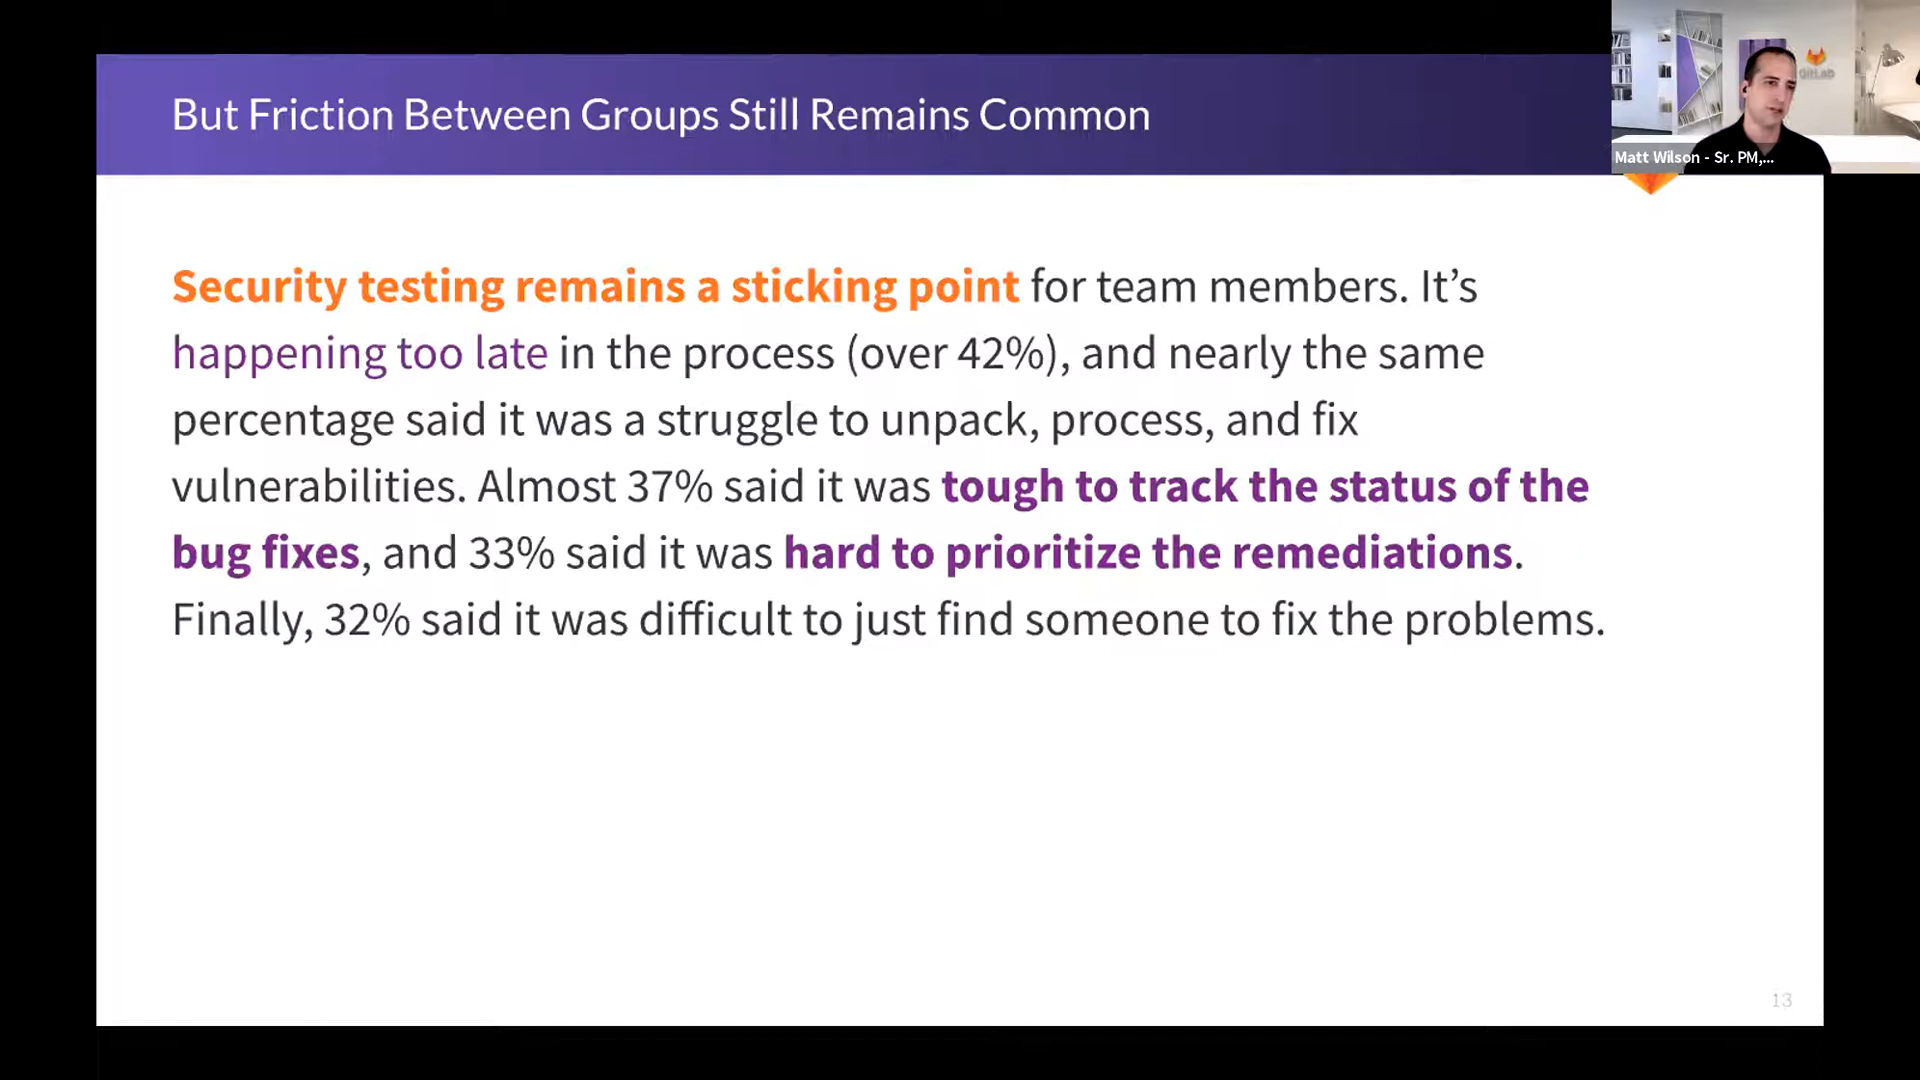 But Friction Between Groups Still Remains Common
GitLab
Matt Wilson - Sr. PM,...
Security testing remains a sticking point for team members. It’s
happening too late in the process (over 42%), and nearly the same
percentage said it was a struggle to unpack, process, and fix
vulnerabilities. Almost 37% said it was tough to track the status of the
bug fixes, and 33% said it was hard to prioritize the remediations.
Finally, 32% said it was difficult to just find someone to fix the problems.
13